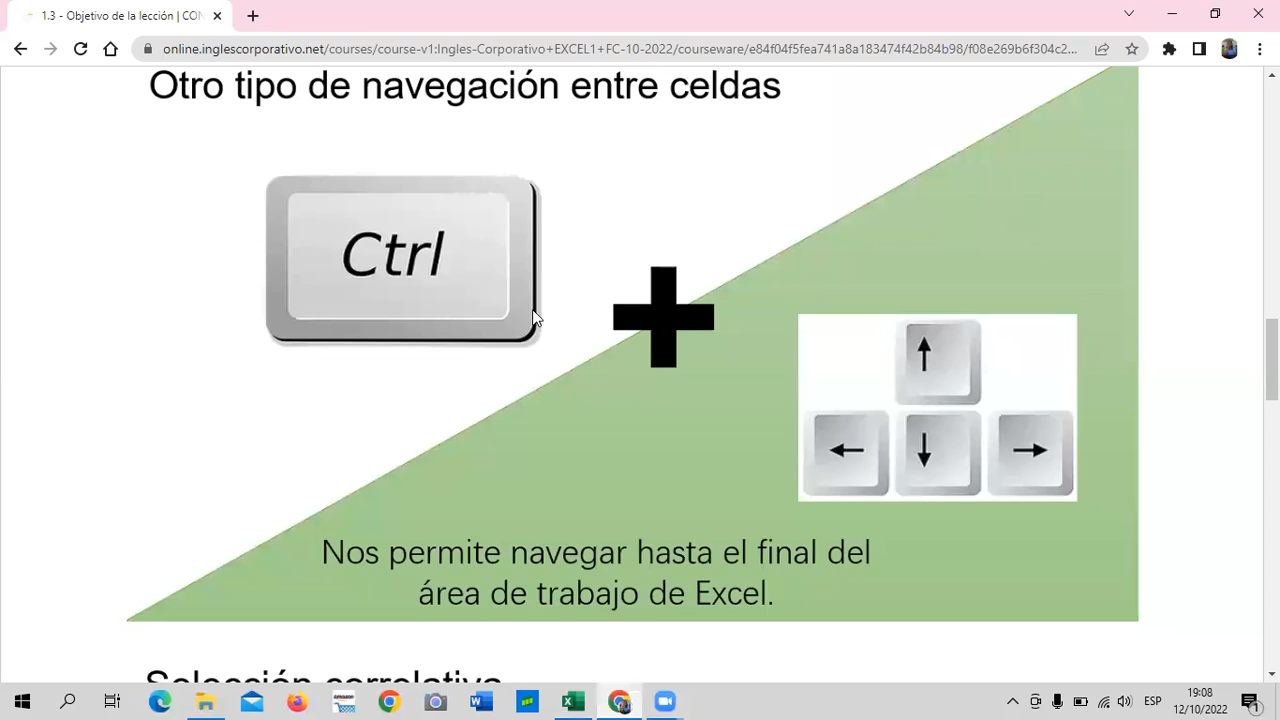 1.3 - Objetivo de la lección | CON
online.inglescorporativo.net/courses/course-v1:Ingles-Corporativo+EXCEL1+FC-10-2022/courseware/e84f04f5fea741a8a183474f42b84b98/f08e269b6f304c2...
Otro tipo de navegación entre celdas
Ctrl
Nos permite navegar hasta el final del
área de trabajo de Excel.
Selección correlativa
ESP
19:08
12/10/2022